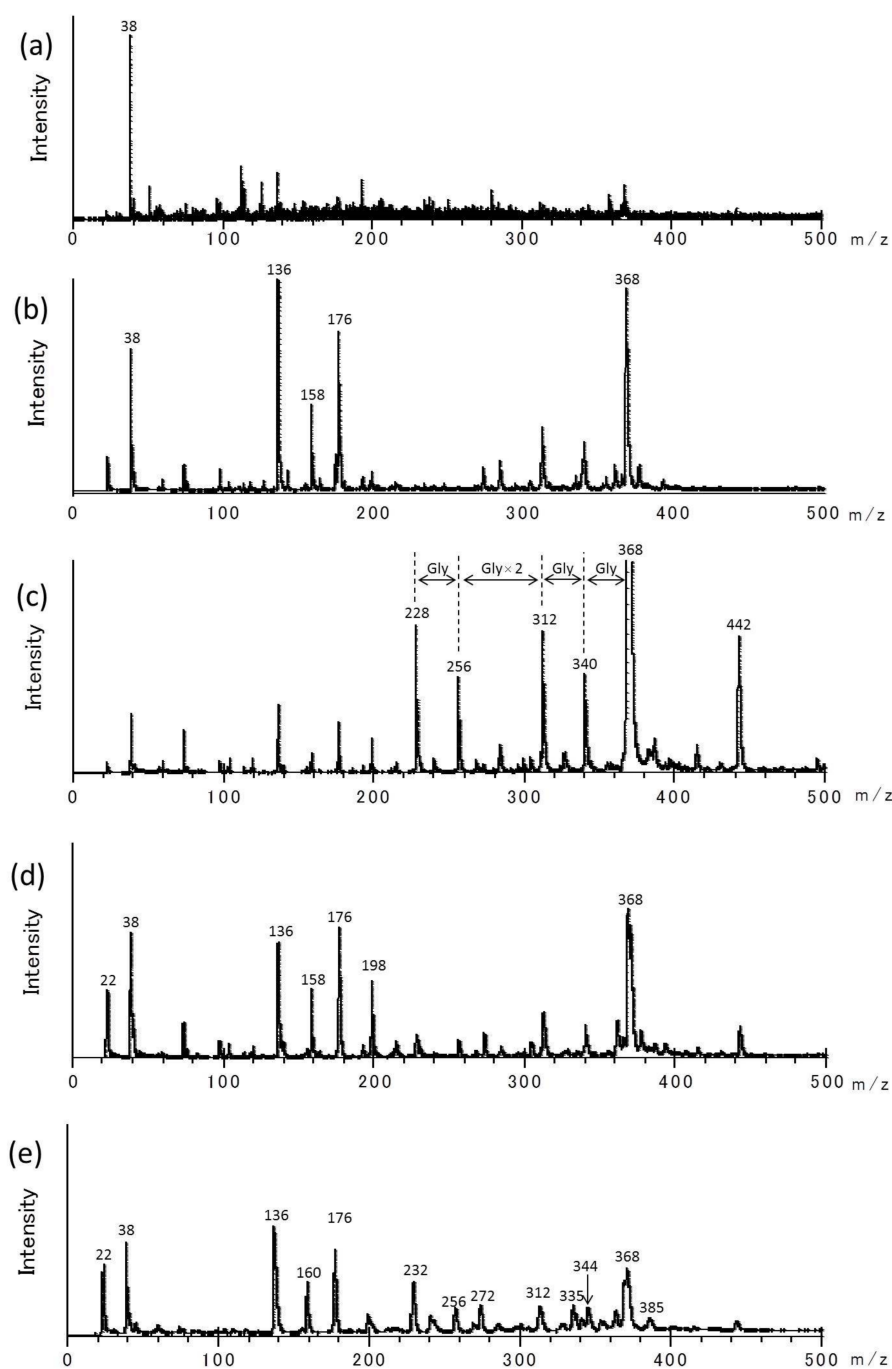 (a)
Intensity
38
0 100 200 300 400 500 m/z
(b)
Intensity
38 136 158 176 368
0 100 200 300 400 500 m/z
(c)
Intensity
Gly Gly×2 Gly Gly
228 256 312 340 368 442
0 100 200 300 400 500 m/z
(d)
Intensity
22 38 136 158 176 198 368
0 100 200 300 400 500 m/z
(e)
Intensity
22 38 136 160 176 232 256 272 312 335 344 368 385
0 100 200 300 400 500 m/z